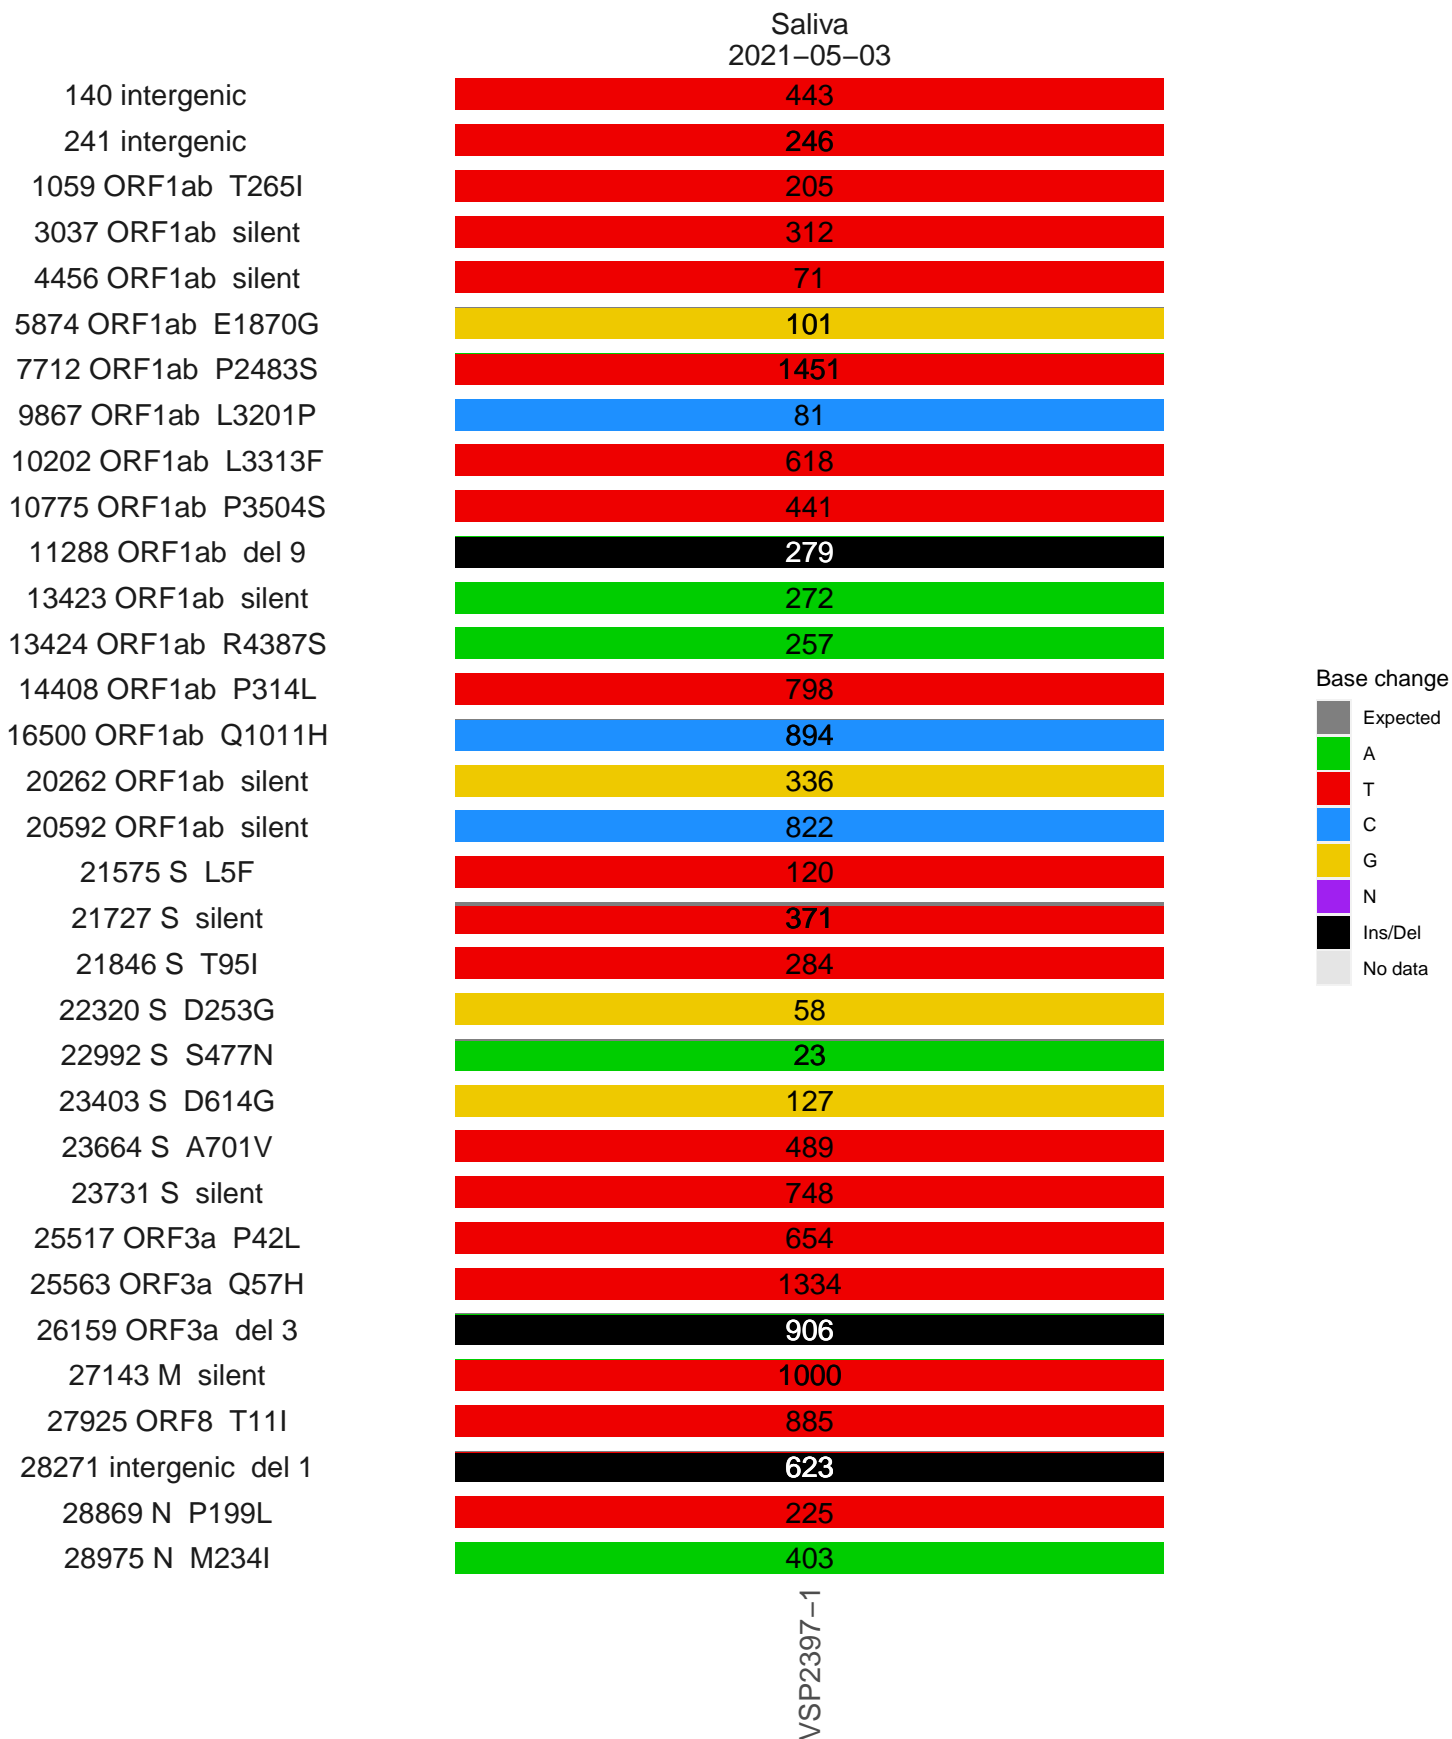 Saliva
2021−05−03
140 intergenic 443
241 intergenic 246
1059 ORF1ab T265I 205
3037 ORF1ab silent 312
4456 ORF1ab silent 71
5874 ORF1ab E1870G 101
7712 ORF1ab P2483S 1451
9867 ORF1ab L3201P 81
10202 ORF1ab L3313F 618
10775 ORF1ab P3504S 441
11288 ORF1ab del 9 279
13423 ORF1ab silent 272
13424 ORF1ab R4387S 257
14408 ORF1ab P314L 798
16500 ORF1ab Q1011H 894
20262 ORF1ab silent 336
20592 ORF1ab silent 822
21575 S L5F 120
21727 S silent 371
21846 S T95I 284
22320 S D253G 58
22992 S S477N 23
23403 S D614G 127
23664 S A701V 489
23731 S silent 748
25517 ORF3a P42L 654
25563 ORF3a Q57H 1334
26159 ORF3a del 3 906
27143 M silent 1000
27925 ORF8 T11I 885
28271 intergenic del 1 623
28869 N P199L 225
28975 N M234I 403
VSP2397−1
Base change
Expected
A
T
C
G
N
Ins/Del
No data